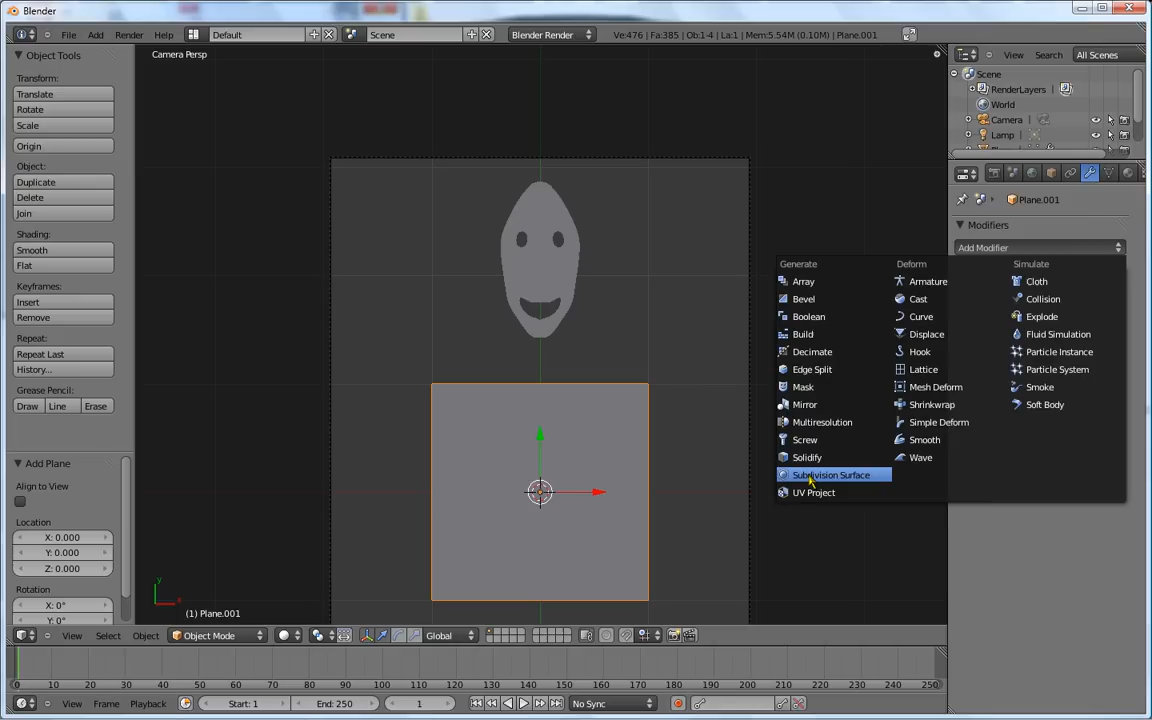 Blender
File Add Render Help Default Scene Blender Render Ve:476 | Fa:385 | Ob:1-4 | La:1 | Mem:5.54M (0.10M) | Plane.001
Object Tools
Transform:
Translate
Rotate
Scale
Origin
Object:
Duplicate
Delete
Join
Shading:
Smooth
Flat
Keyframes:
Insert
Remove
Repeat:
Repeat Last
History...
Grease Pencil:
Draw Line Erase
Add Plane
Align to View
Location
X: 0.000
Y: 0.000
Z: 0.000
Rotation
X: 0°
Y: 0°
Camera Persp
y
x
(1) Plane.001
View Search All Scenes
Scene
RenderLayers
World
Camera
Lamp
Plane.001
Modifiers
Add Modifier
Generate
Array
Bevel
Boolean
Build
Decimate
Edge Split
Mask
Mirror
Multiresolution
Screw
Solidify
Subdivision Surface
UV Project
Deform
Armature
Cast
Curve
Displace
Hook
Lattice
Mesh Deform
Shrinkwrap
Simple Deform
Smooth
Wave
Simulate
Cloth
Collision
Explode
Fluid Simulation
Particle Instance
Particle System
Smoke
Soft Body
View Select Object Object Mode Global
0 10 20 30 40 50 60 70 80 90 100 110 120 130 140 150 160 170 180 190 200 210 220 230 240 250
View Frame Playback Start: 1 End: 250 1 No Sync